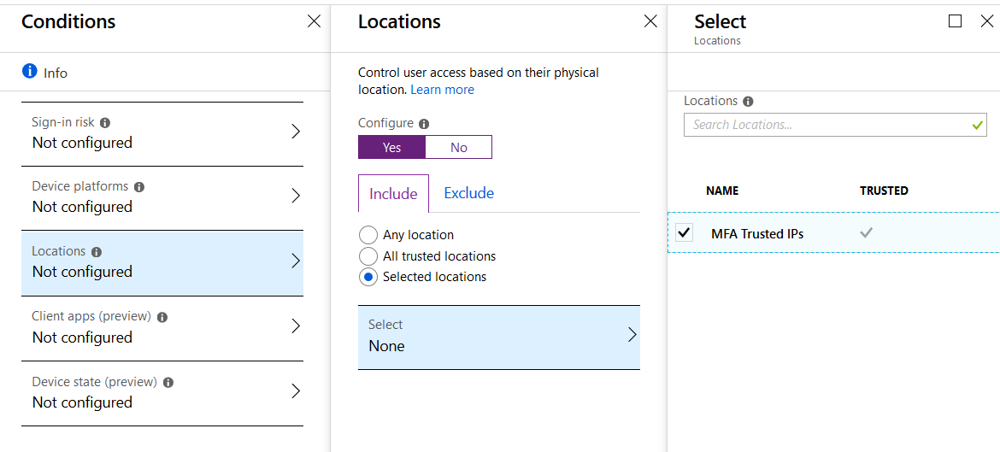 Conditions
Info
Sign-in risk
Not configured
Device platforms
Not configured
Locations
Not configured
Client apps (preview)
Not configured
Device state (preview)
Not configured
Locations
Control user access based on their physical
location. Learn more
Configure
Yes No
Include Exclude
Any location
All trusted locations
Selected locations
Select
None
Select
Locations
Locations
Search Locations...
NAME TRUSTED
MFA Trusted IPs